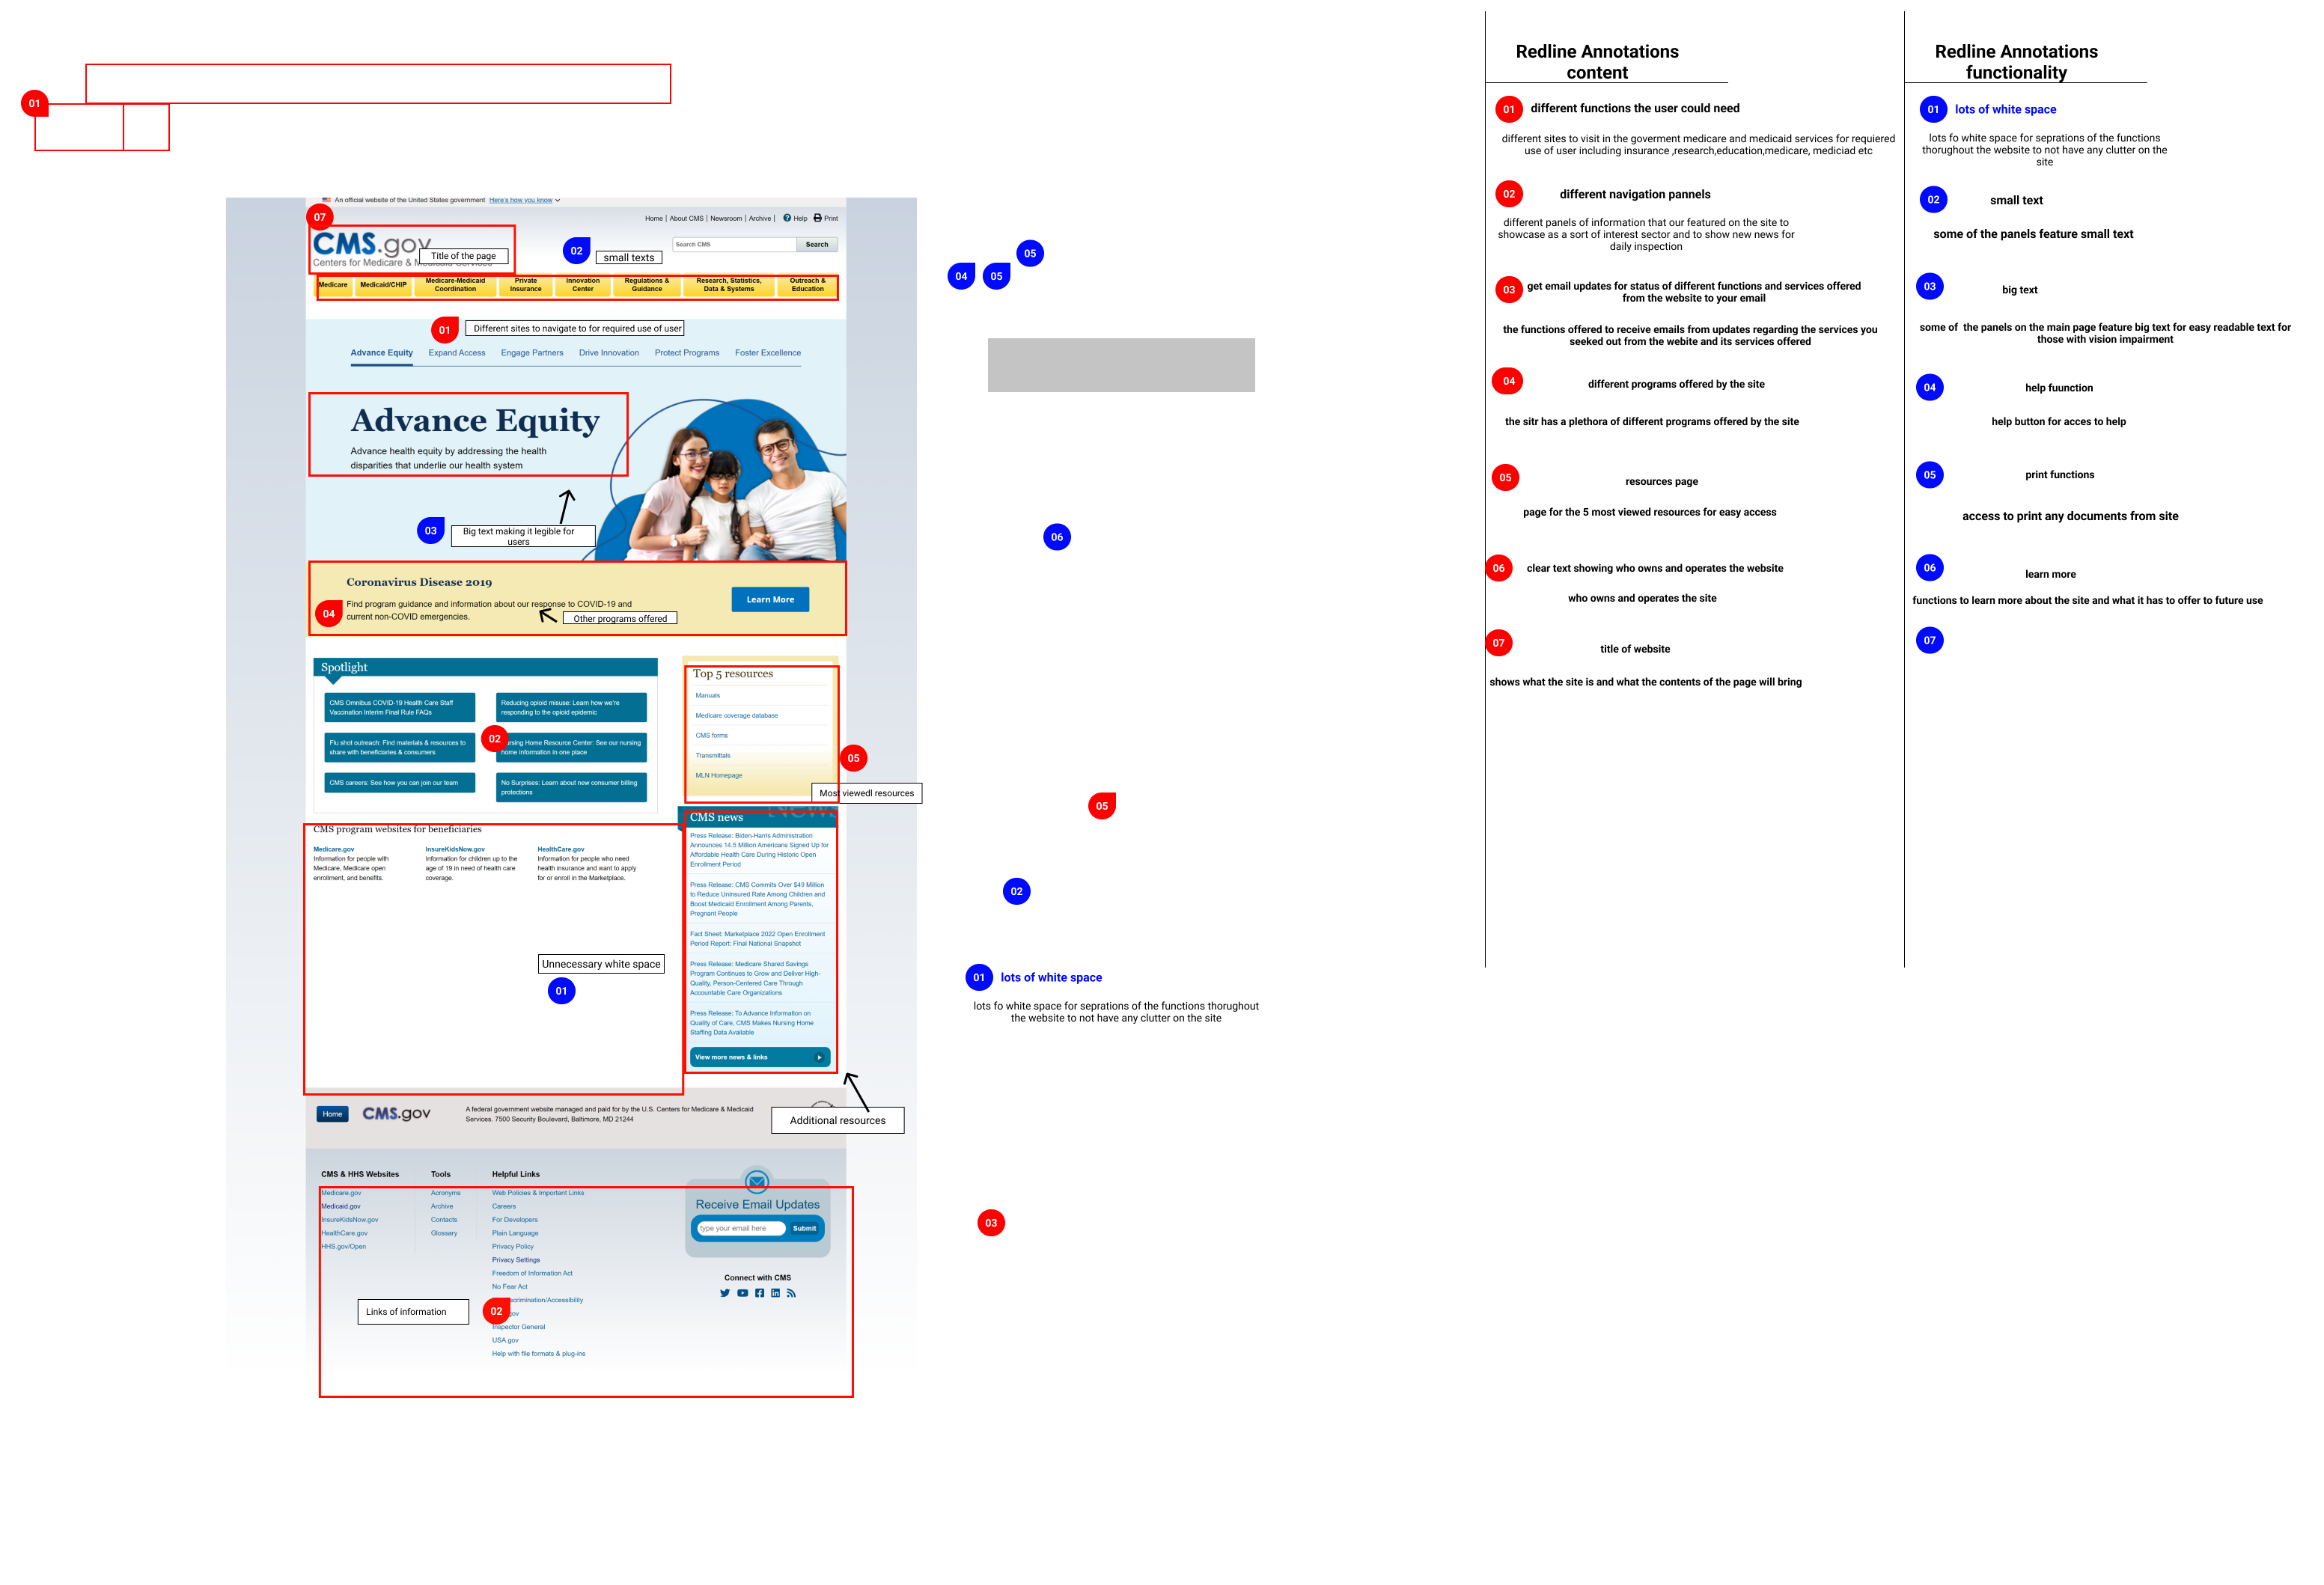 01
An official website of the United States government Here's how you know
07
Home | About CMS | Newsroom | Archive | Help Print
CMS.gov
Centers for Medicare &
Title of the page
02
small texts
Search CMS
Search
Medicare
Medicaid/CHIP
Medicare-Medicaid
Coordination
Private
Insurance
Innovation
Center
Regulations &
Guidance
Research, Statistics,
Data & Systems
Outreach &
Education
01
Different sites to navigate to for required use of user
Advance Equity
Expand Access
Engage Partners
Drive Innovation
Protect Programs
Foster Excellence
Advance Equity
Advance health equity by addressing the health
disparities that underlie our health system
03
Big text making it legible for
users
Coronavirus Disease 2019
Find program guidance and information about our response to COVID-19 and
current non-COVID emergencies.
04
Other programs offered
Learn More
Spotlight
CMS Omnibus COVID-19 Health Care Staff
Vaccination Interim Final Rule FAQs
Reducing opioid misuse: Learn how we're
responding to the opioid epidemic
Flu shot outreach: Find materials & resources to
share with beneficiaries & consumers
02
Home Resource Center: See our nursing
home information in one place
CMS careers: See how you can join our team
No Surprises: Learn about new consumer billing
protections
Top 5 resources
Manuals
Medicare coverage database
CMS forms
Transmittals
MLN Homepage
05
Most viewedl resources
CMS program websites for beneficiaries
Medicare.gov
Information for people with
Medicare, Medicare open
enrollment, and benefits.
InsureKidsNow.gov
Information for children up to the
age of 19 in need of health care
coverage.
HealthCare.gov
Information for people who need
health insurance and want to apply
for or enroll in the Marketplace.
Unnecessary white space
01
CMS news
Press Release: Biden-Harris Administration
Announces 14.5 Million Americans Signed Up for
Affordable Health Care During Historic Open
Enrollment Period
Press Release: CMS Commits Over $49 Million
to Reduce Uninsured Rate Among Children and
Boost Medicaid Enrollment Among Parents,
Pregnant People
Fact Sheet: Marketplace 2022 Open Enrollment
Period Report: Final National Snapshot
Press Release: Medicare Shared Savings
Program Continues to Grow and Deliver High-
Quality, Person-Centered Care Through
Accountable Care Organizations
Press Release: To Advance Information on
Quality of Care, CMS Makes Nursing Home
Staffing Data Available
View more news & links
Home
CMS.gov
A federal government website managed and paid for by the U.S. Centers for Medicare & Medicaid
Services. 7500 Security Boulevard, Baltimore, MD 21244
Additional resources
CMS & HHS Websites
Medicare.gov
Medicaid.gov
InsureKidsNow.gov
HealthCare.gov
HHS.gov/Open
Tools
Acronyms
Archive
Contacts
Glossary
Helpful Links
Web Policies & Important Links
Careers
For Developers
Plain Language
Privacy Policy
Privacy Settings
Freedom of Information Act
No Fear Act
Inspector General
USA.gov
Help with file formats & plug-ins
Links of information
02
Receive Email Updates
type your email here
Submit
Connect with CMS
04
05
05
06
05
02
01 lots of white space
lots fo white space for seprations of the functions thorughout
the website to not have any clutter on the site
03
Redline Annotations
content
01 different functions the user could need
different sites to visit in the goverment medicare and medicaid services for requiered
use of user including insurance ,research,education,medicare, mediciad etc
02 different navigation pannels
different panels of information that our featured on the site to
showcase as a sort of interest sector and to show new news for
daily inspection
03 get email updates for status of different functions and services offered
from the website to your email
the functions offered to receive emails from updates regarding the services you
seeked out from the webite and its services offered
04 different programs offered by the site
the sitr has a plethora of different programs offered by the site
05 resources page
page for the 5 most viewed resources for easy access
06 clear text showing who owns and operates the website
who owns and operates the site
07 title of website
shows what the site is and what the contents of the page will bring
Redline Annotations
functionality
01 lots of white space
lots fo white space for seprations of the functions
thorughout the website to not have any clutter on the
site
02 small text
some of the panels feature small text
03 big text
some of the panels on the main page feature big text for easy readable text for
those with vision impairment
04 help fuunction
help button for acces to help
05 print functions
access to print any documents from site
06 learn more
functions to learn more about the site and what it has to offer to future use
07